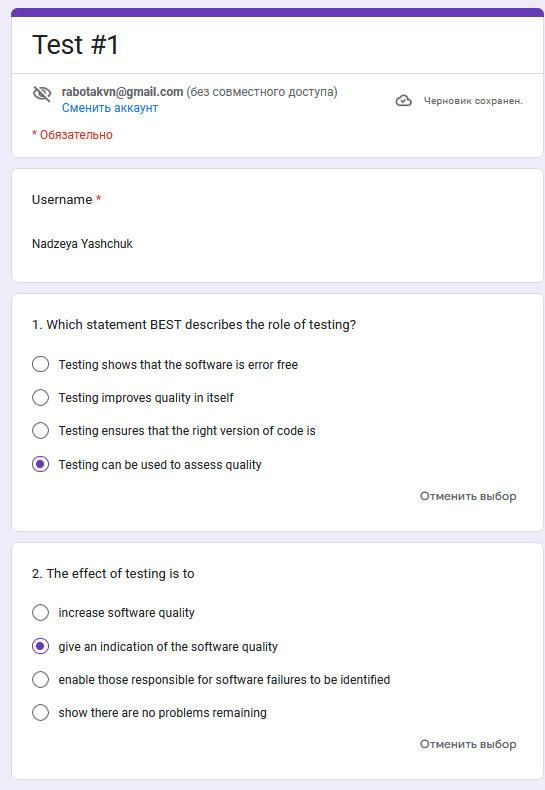 Test #1
rabotakvn@gmail.com (без совместного доступа)
Сменить аккаунт
Черновик сохранен.
* Обязательно
Username *
Nadzeya Yashchuk
1. Which statement BEST describes the role of testing?
Testing shows that the software is error free
Testing improves quality in itself
Testing ensures that the right version of code is
Testing can be used to assess quality
Отменить выбор
2. The effect of testing is to
increase software quality
give an indication of the software quality
enable those responsible for software failures to be identified
show there are no problems remaining
Отменить выбор